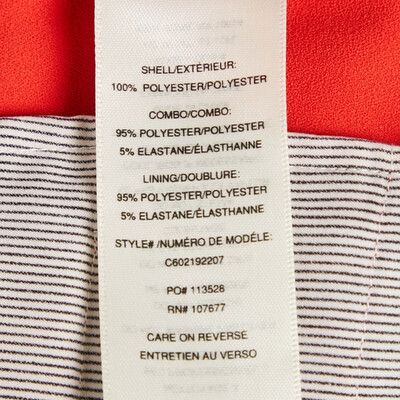 SHELL/EXTÉRIEUR:
100% POLYESTER/POLYESTER
COMBO/COMBO:
95% POLYESTER/POLYESTER
5% ELASTANE/ÉLASTHANNE
LINING/DOUBLURE:
95% POLYESTER/POLYESTER
5% ELASTANE/ÉLASTHANNE
STYLE# /NUMÉRO DE MODÉLE:
C602192207
PO# 113528
RN# 107677
CARE ON REVERSE
ENTRETIEN AU VERSO